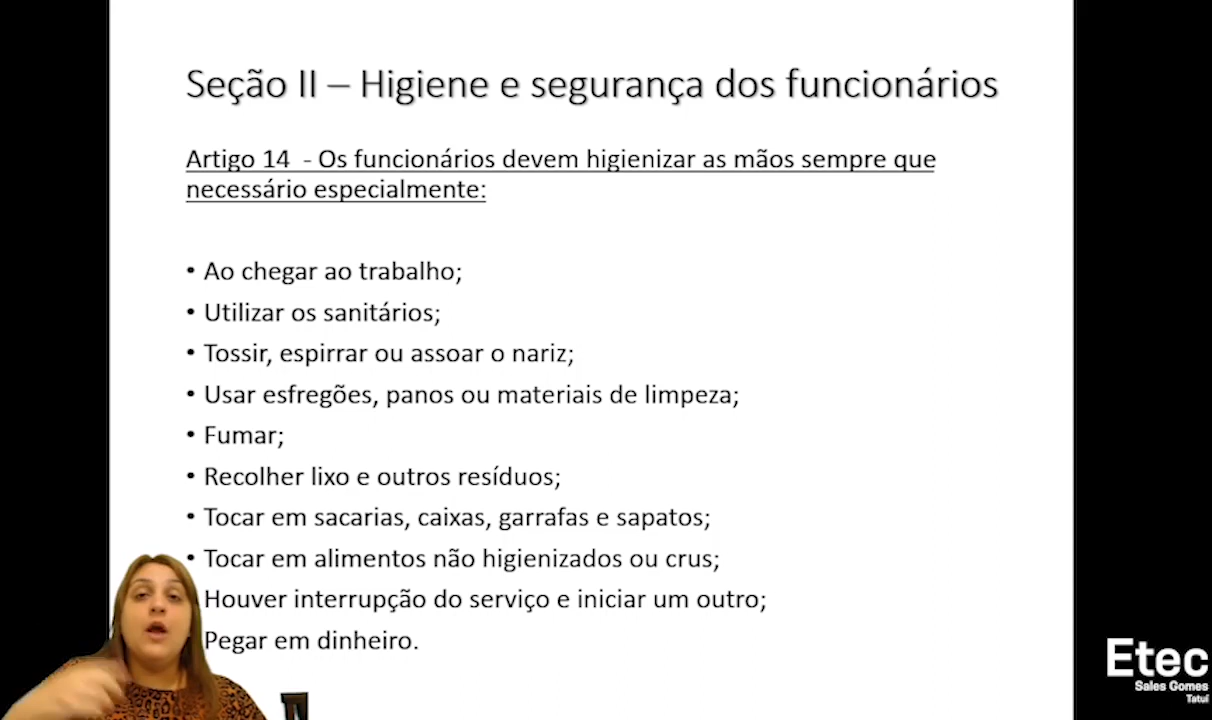 Seção II – Higiene e segurança dos funcionários
Artigo 14 - Os funcionários devem higienizar as mãos sempre que
necessário especialmente:
• Ao chegar ao trabalho;
• Utilizar os sanitários;
• Tossir, espirrar ou assoar o nariz;
• Usar esfregões, panos ou materiais de limpeza;
• Fumar;
• Recolher lixo e outros resíduos;
• Tocar em sacarias, caixas, garrafas e sapatos;
• Tocar em alimentos não higienizados ou crus;
Houver interrupção do serviço e iniciar um outro;
Pegar em dinheiro.
Etec
Sales Gomes
Tatuí